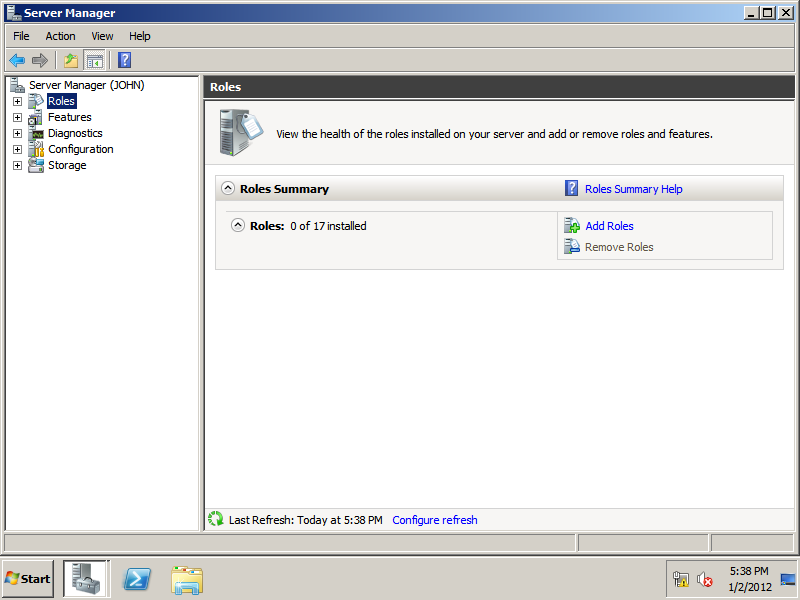 Server Manager
File Action View Help
Server Manager (JOHN)
Roles
Features
Diagnostics
Configuration
Storage
Roles
View the health of the roles installed on your server and add or remove roles and features.
Roles Summary
Roles Summary Help
Roles: 0 of 17 installed
Add Roles
Remove Roles
Last Refresh: Today at 5:38 PM Configure refresh
Start
5:38 PM
1/2/2012